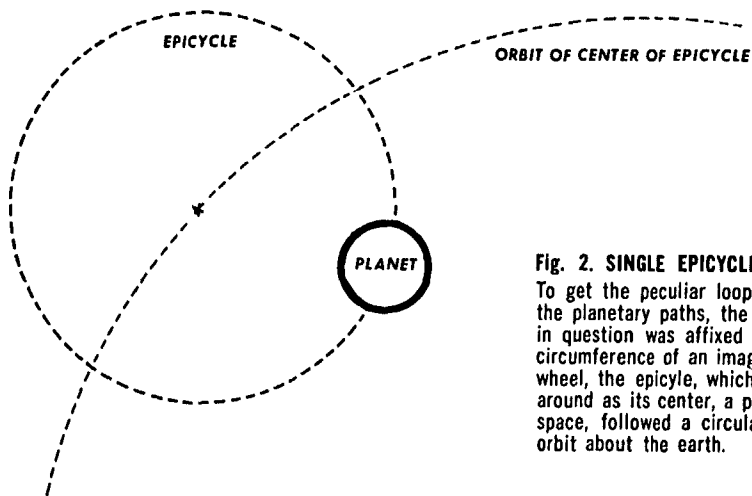 EPICYCLE
ORBIT OF CENTER OF EPICYCLE
PLANET
Fig. 2. SINGLE EPICYCLE
To get the peculiar loop
the planetary paths, the
in question was affixed
circumference of an imag
wheel, the epicyle, which
around as its center, a p
space, followed a circula
orbit about the earth.